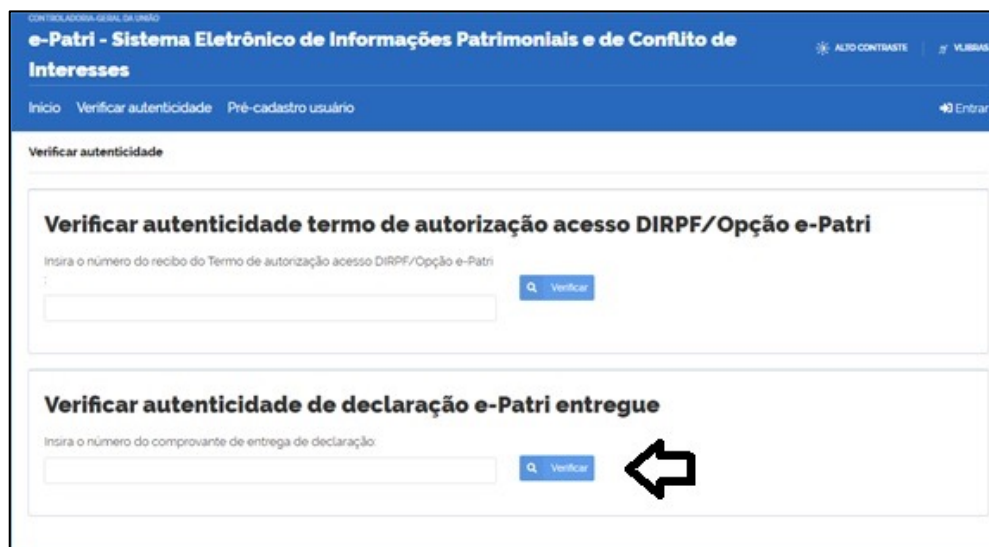 CONTROLADORIA-GERAL DA UNIÃO
e-Patri - Sistema Eletrônico de Informações Patrimoniais e de Conflito de
Interesses
ALTO CONTRASTE
VLIBRAS
Início Verificar autenticidade Pré-cadastro usuário
Entrar
Verificar autenticidade
Verificar autenticidade termo de autorização acesso DIRPF/Opção e-Patri
Insira o número do recibo do Termo de autorização acesso DIRPF/Opção e-Patri
:
Verificar
Verificar autenticidade de declaração e-Patri entregue
Insira o número do comprovante de entrega de declaração:
Verificar